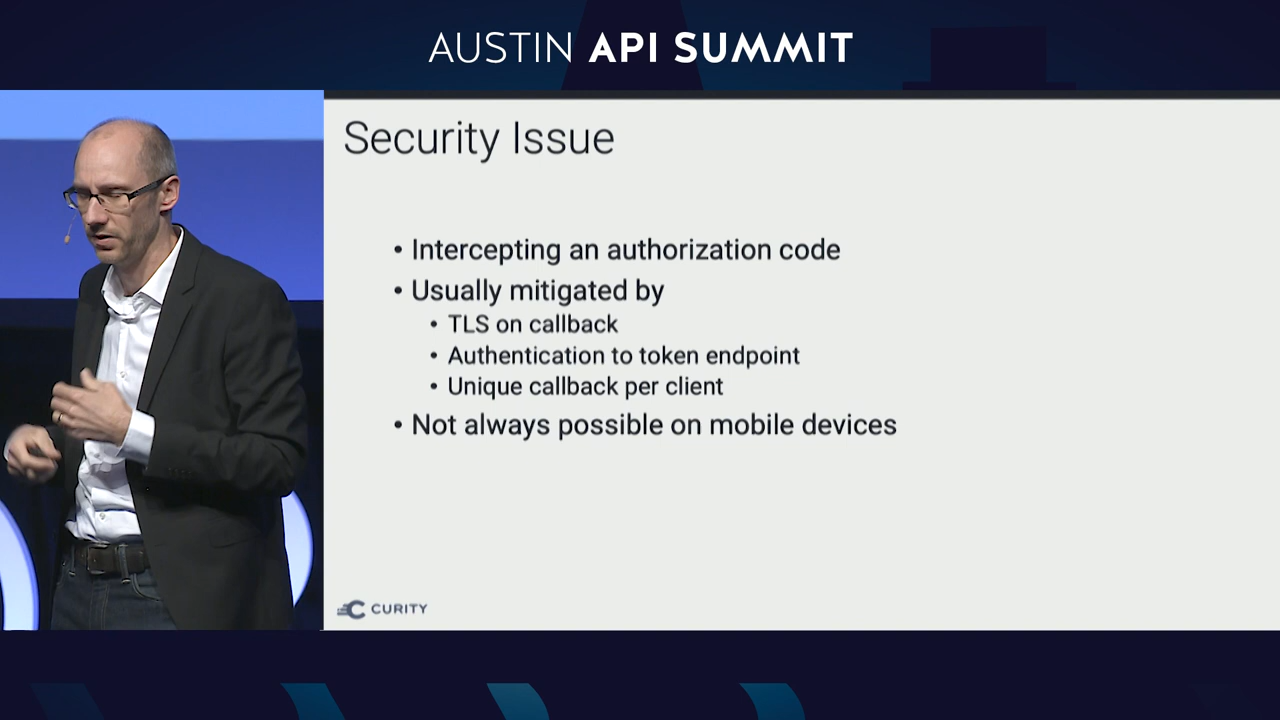 AUSTIN API SUMMIT
Security Issue
• Intercepting an authorization code
• Usually mitigated by
• TLS on callback
• Authentication to token endpoint
• Unique callback per client
• Not always possible on mobile devices
CURITY